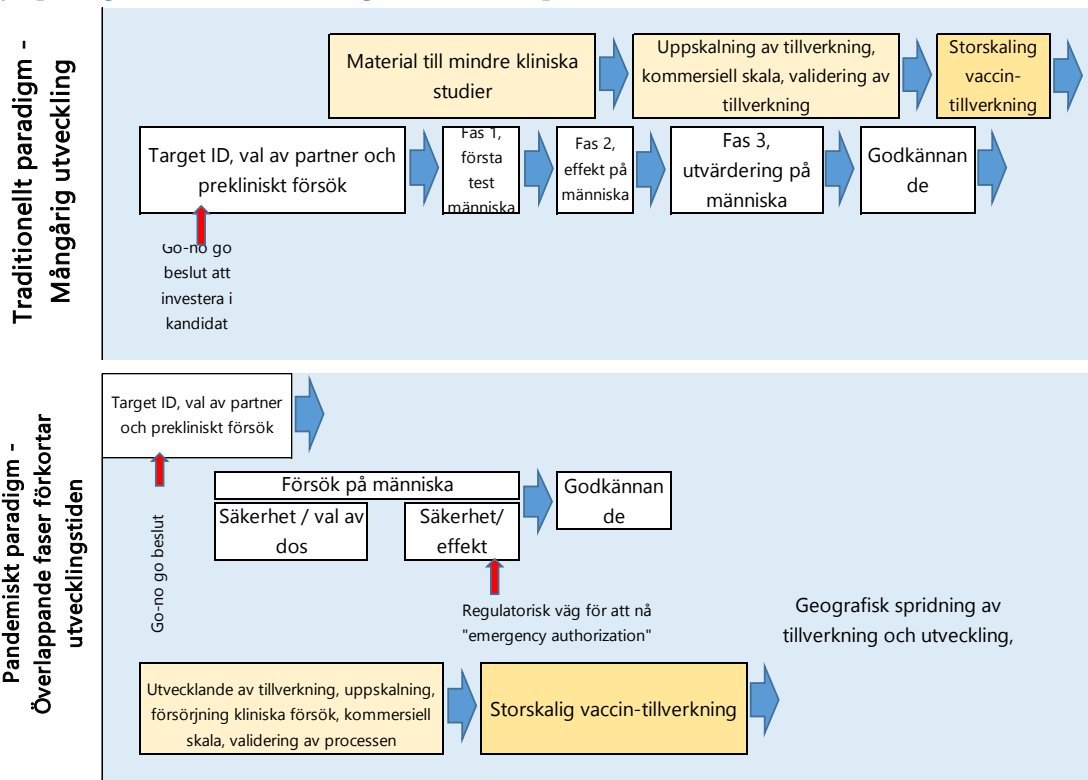 Traditionellt paradigm -
Mångårig utveckling
Material till mindre kliniska
studier
Uppskalning av tillverkning,
kommersiell skala, validering av
tillverkning
Storskaling
vaccin-
tillverkning
Target ID, val av partner och
prekliniskt försök
Fas 1,
första
test
människa
Fas 2,
effekt på
människa
Fas 3,
utvärdering på
människa
Godkännan
de
Go-no go
beslut att
investera i
kandidat
Pandemiskt paradigm -
Överlappande faser förkortar
utvecklingstiden
Target ID, val av partner
och prekliniskt försök
Go-no go beslut
Försök på människa
Säkerhet / val av
dos
Säkerhet/
effekt
Godkännan
de
Regulatorisk väg för att nå
"emergency authorization"
Geografisk spridning av
tillverkning och utveckling,
Utvecklande av tillverkning, uppskalning,
försörjning kliniska försök, kommersiell
skala, validering av processen
Storskalig vaccin-tillverkning